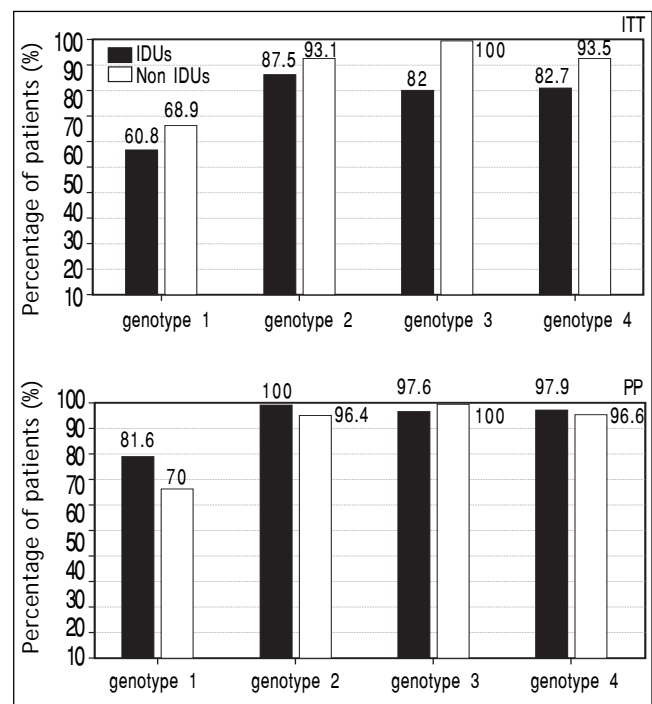 ITT
Percentage of patients (%)
IDUs
Non IDUs
100
90
80
70
60
50
40
30
20
10
60.8
68.9
87.5
93.1
82
100
82.7
93.5
genotype 1
genotype 2
genotype 3
genotype 4
PP
Percentage of patients (%)
100
90
80
70
60
50
40
30
20
10
81.6
70
100
96.4
97.6
100
97.9
96.6
genotype 1
genotype 2
genotype 3
genotype 4